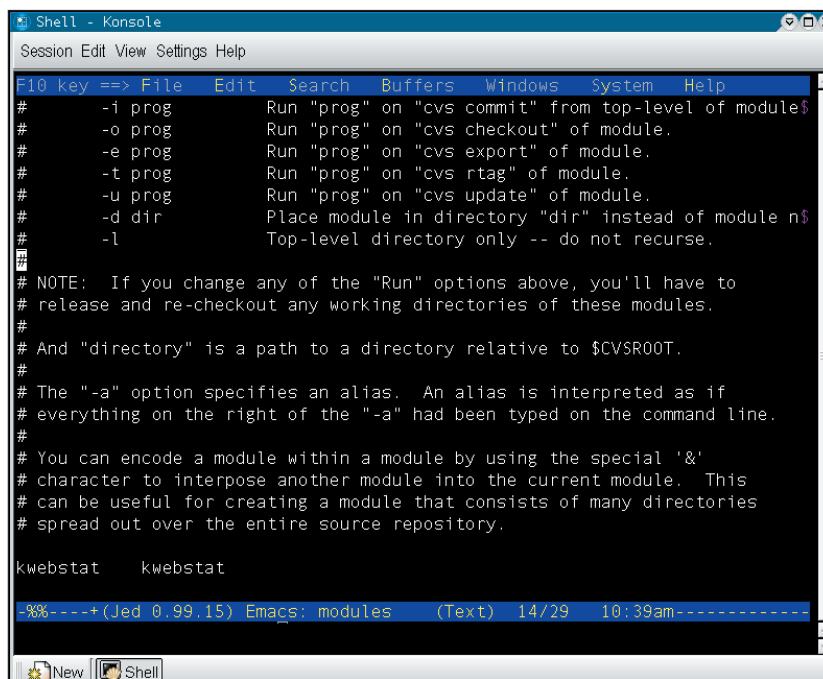 Shell - Konsole
Session Edit View Settings Help
F10 key ==> File    Edit    Search    Buffers    Windows    System    Help
#        -i prog          Run "prog" on "cvs commit" from top-level of module$
#        -o prog          Run "prog" on "cvs checkout" of module.
#        -e prog          Run "prog" on "cvs export" of module.
#        -t prog          Run "prog" on "cvs rtag" of module.
#        -u prog          Run "prog" on "cvs update" of module.
#        -d dir           Place module in directory "dir" instead of module n$
#        -l               Top-level directory only -- do not recurse.
#
# NOTE:  If you change any of the "Run" options above, you'll have to
# release and re-checkout any working directories of these modules.
#
# And "directory" is a path to a directory relative to $CVSROOT.
#
# The "-a" option specifies an alias.  An alias is interpreted as if
# everything on the right of the "-a" had been typed on the command line.
#
# You can encode a module within a module by using the special '&'
# character to interpose another module into the current module.  This
# can be useful for creating a module that consists of many directories
# spread out over the entire source repository.
kwebstat    kwebstat
-%%----+(Jed 0.99.15) Emacs: modules    (Text)  14/29   10:39am-------------
New Shell